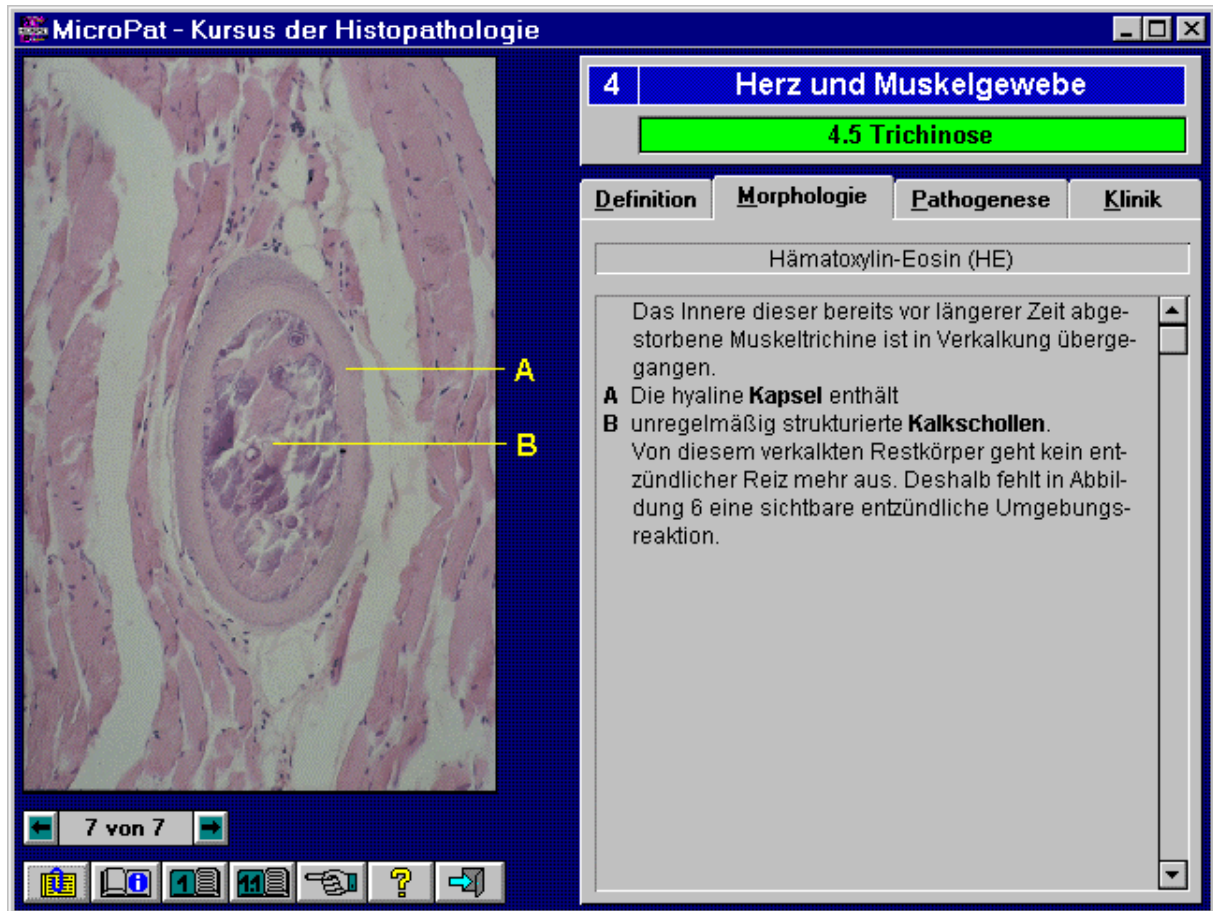 MicroPat - Kursus der Histopathologie
4 Herz und Muskelgewebe
4.5 Trichinose
Definition Morphologie Pathogenese Klinik
Hämatoxylin-Eosin (HE)
Das Innere dieser bereits vor längerer Zeit abge-
storbene Muskeltrichine ist in Verkalkung überge-
gangen.
A Die hyaline Kapsel enthält
B unregelmäßig strukturierte Kalkschollen.
Von diesem verkalkten Restkörper geht kein ent-
zündlicher Reiz mehr aus. Deshalb fehlt in Abbil-
dung 6 eine sichtbare entzündliche Umgebungs-
reaktion.
A
B
7 von 7
i 1 11 ?